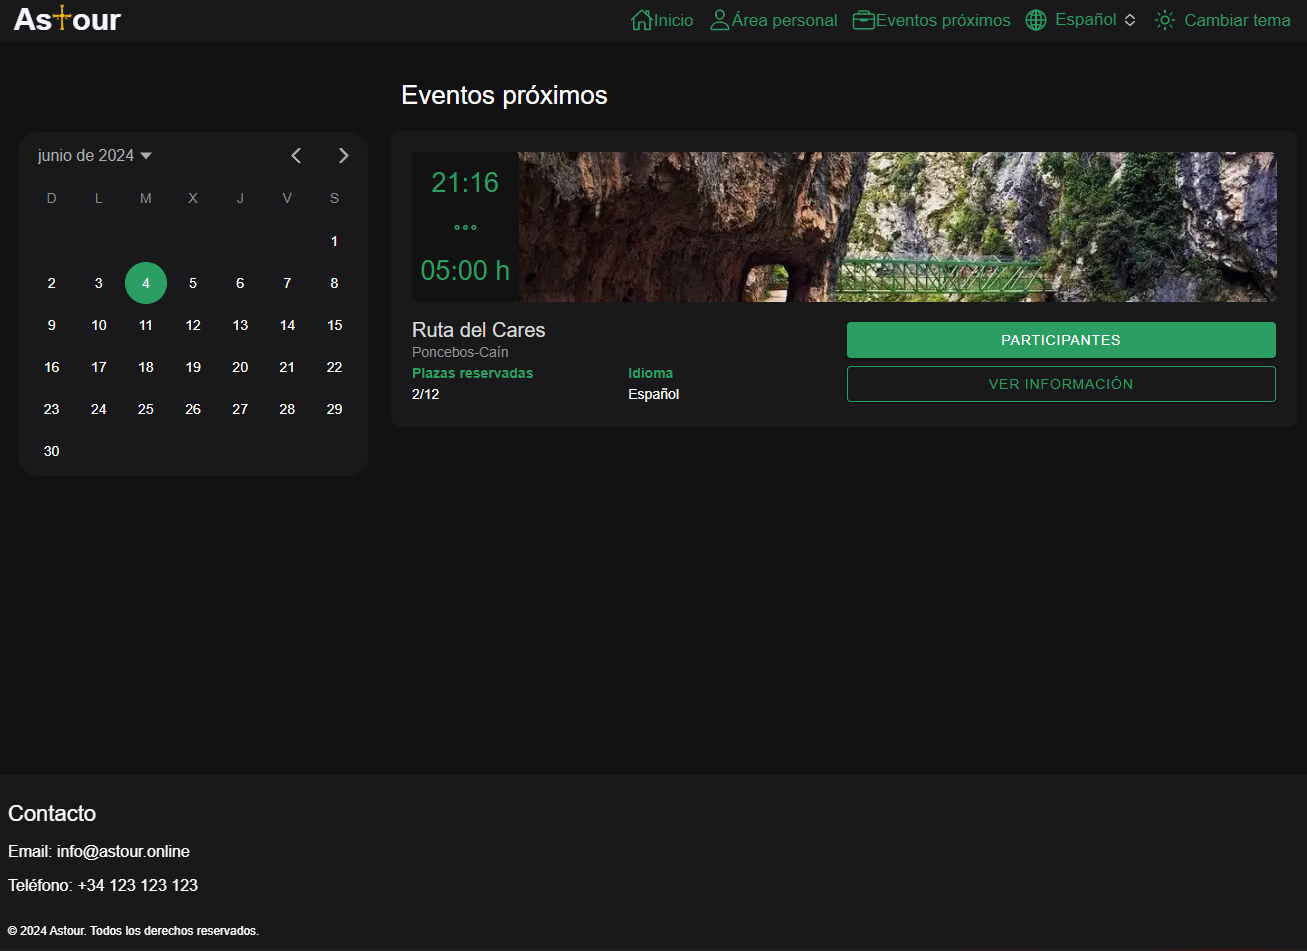 Astour
Inicio Área personal Eventos próximos Español Cambiar tema
Eventos próximos
junio de 2024
D L M X J V S
1
2 3 4 5 6 7 8
9 10 11 12 13 14 15
16 17 18 19 20 21 22
23 24 25 26 27 28 29
30
21:16
05:00 h
Ruta del Cares
Poncebos-Caín
Plazas reservadas Idioma
2/12 Español
PARTICIPANTES
VER INFORMACIÓN
Contacto
Email: info@astour.online
Teléfono: +34 123 123 123
© 2024 Astour. Todos los derechos reservados.